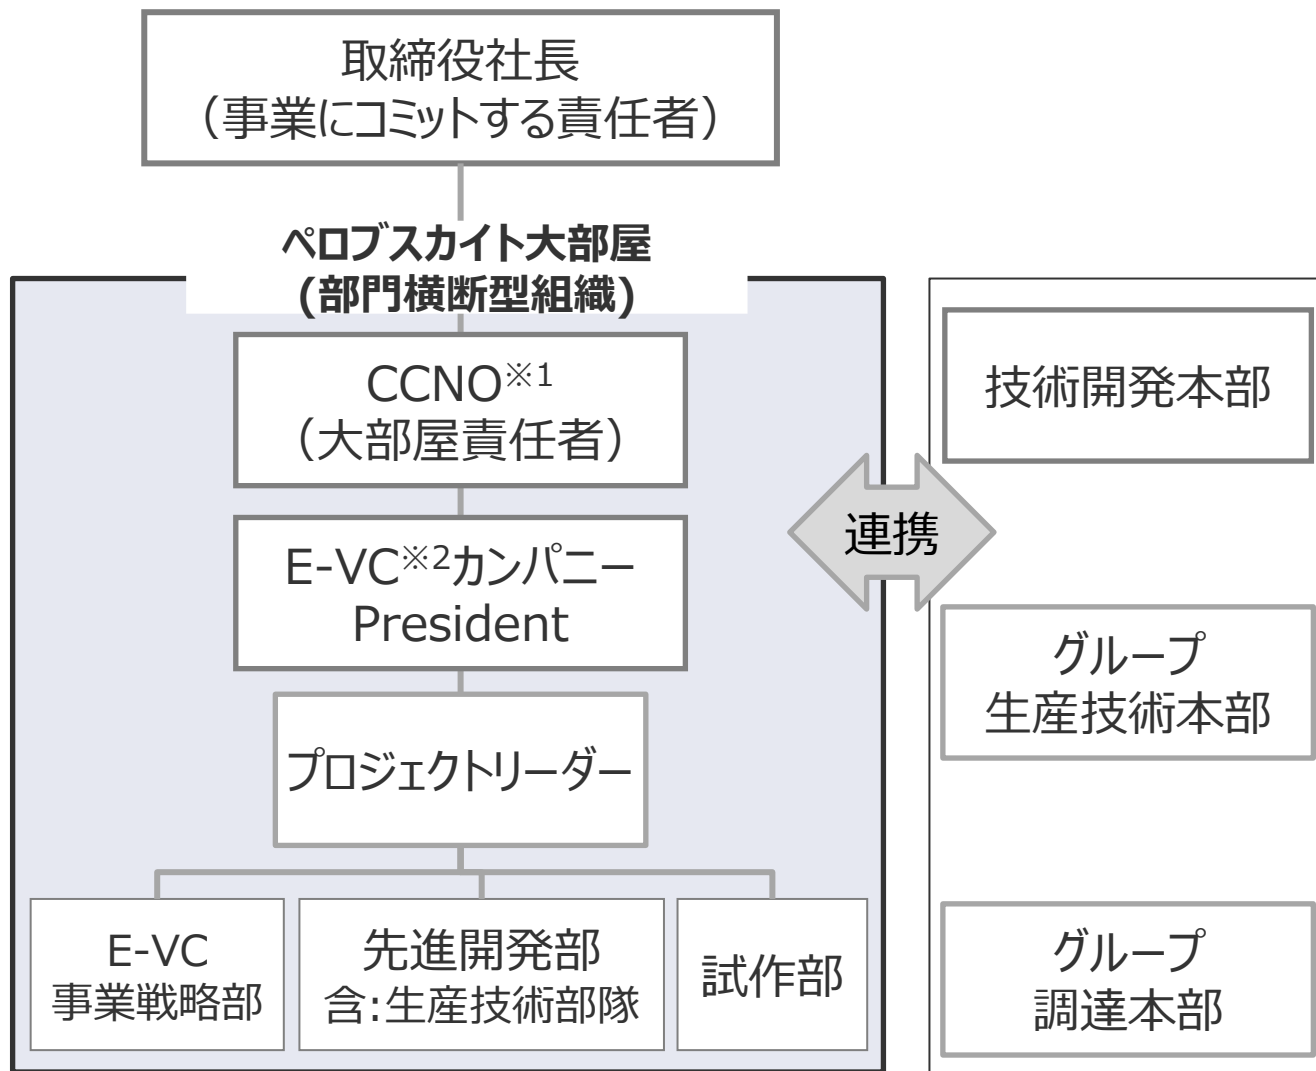 取締役社長
（事業にコミットする責任者）
ペロブスカイト大部屋
(部門横断型組織)
CCNO※1
（大部屋責任者）
E-VC※2カンパニー
President
プロジェクトリーダー
E-VC
事業戦略部
先進開発部
含:生産技術部隊
試作部
連携
技術開発本部
グループ
生産技術本部
グループ
調達本部